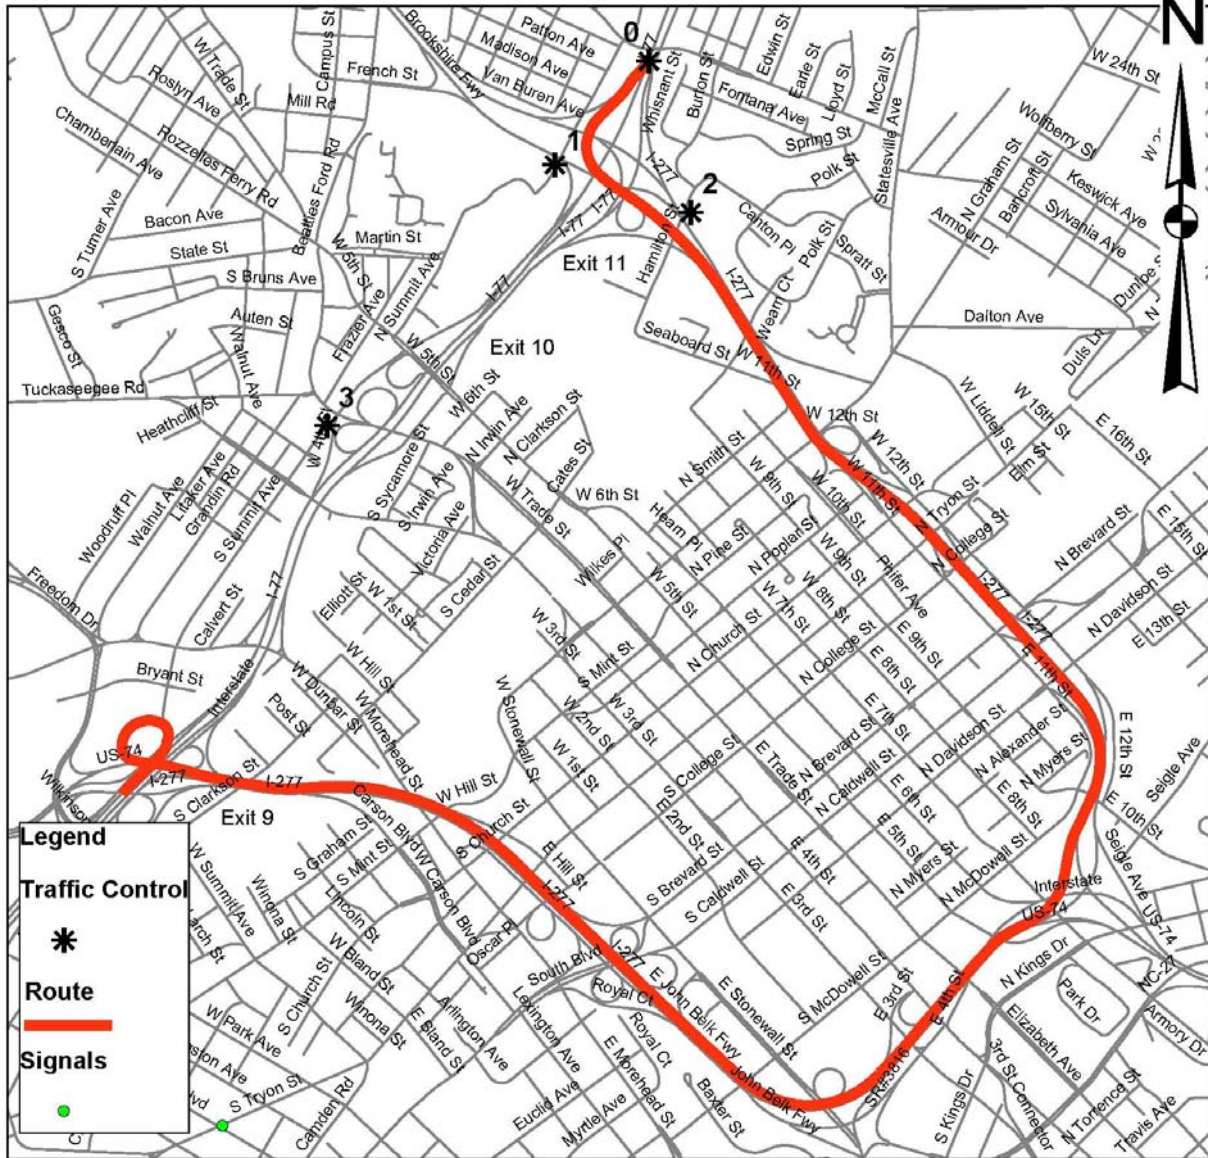 N
0
Patton Ave
Madison Ave
Van Buren Ave
Brookshire Fwy
I-77
Whisnant St
Burton St
Edwin St
Earle St
Lloyd St
McCall St
Fontana Ave
Spring St
Polk St
Statesville Ave
W 24th St
Wolfberry St
N Graham St
Bancroft St
Keswick Ave
Sylvania Ave
Armour Dr
W Trade St
Campus St
French St
Roslyn Ave
Mill Rd
Chamberlain Ave
Rozzelles Ferry Rd
Beatties Ford Rd
1
I-277
2
S Turner Ave
Bacon Ave
State St
S Bruns Ave
Martin St
W 5th St
N Summit Ave
I-77
I-77
Exit 11
Hamilton St
Canton Pl
Polk St
Spratt St
I-277
Wearn Ct
Dalton Ave
Duls Ln
Gesco St
Auten St
Walnut Ave
Frazier Ave
I-77
Exit 10
Seaboard St
W 11th St
Tuckaseegee Rd
Heathcliff St
3
W 5th St
W 6th St
N Irwin Ave
N Clarkson St
Cates St
W 6th St
W 12th St
W 12th St
W Liddell St
W 15th St
Elm St
E 16th St
W 4th
Woodruff Pl
Walnut Ave
Litaker Ave
Grandin Rd
S Summit Ave
S Sycamore St
S Irwin Ave
Victoria Ave
W Trade St
N Smith St
W 9th St
W 10th St
W 11th St
N Tryon St
N College St
Hearn Pl
N Pine St
N Poplar St
W 9th St
Phifer Ave
N Brevard St
E 15th St
N Davidson St
E 13th St
Freedom Dr
Calvert St
I-77
Elliott St
W 1st St
S Cedar St
Wilkes Pl
W 5th St
W 8th St
W 7th St
N Church St
N College St
E 9th St
E 8th St
I-277
I-277
E 11th St
Bryant St
Interstate
Post St
W Dunbar St
W Hill St
W Morehead St
W 3rd St
S Mint St
W Stonewall St
W 2nd St
W 3rd St
W 1st St
E 7th St
N Davidson St
N Alexander St
N Myers St
E 12th St
US-74
I-277
Wilkinson
S Clarkson St
I-277
Carson Blvd
W Hill St
S Church St
S College St
E Trade St
N Brevard St
N Caldwell St
E 6th St
E 8th St
E 10th St
Seigle Ave
Seigle Ave
Exit 9
2nd St
S Brevard St
S Caldwell St
E 4th St
E 5th St
N Myers St
N McDowell St
Interstate
US-74
US-74
Legend
Traffic Control
Route
Signals
W Summit Ave
Winona St
S Graham St
S Mint St
Lincoln St
W Carson Blvd
Oscar Pl
E Hill St
I-277
I-277
South Blvd
Royal Ct
E 3rd St
S McDowell St
E 3rd St
E 4th St
N Kings Dr
NC-27
Park Dr
Armory Dr
arch St
W Bland St
S Church St
Winona St
W Park Ave
S Tryon St
Camden Rd
E Bland St
Arlington Ave
Lexington Ave
Euclid Ave
Myrtle Ave
E Morehead St
Royal Ct
Baxter St
E Stonewall St
John Belk Fwy
John Belk Fwy
SR#3816
S Kings Dr
3rd St Connector
Elizabeth Ave
N Torrence St
Travis Ave